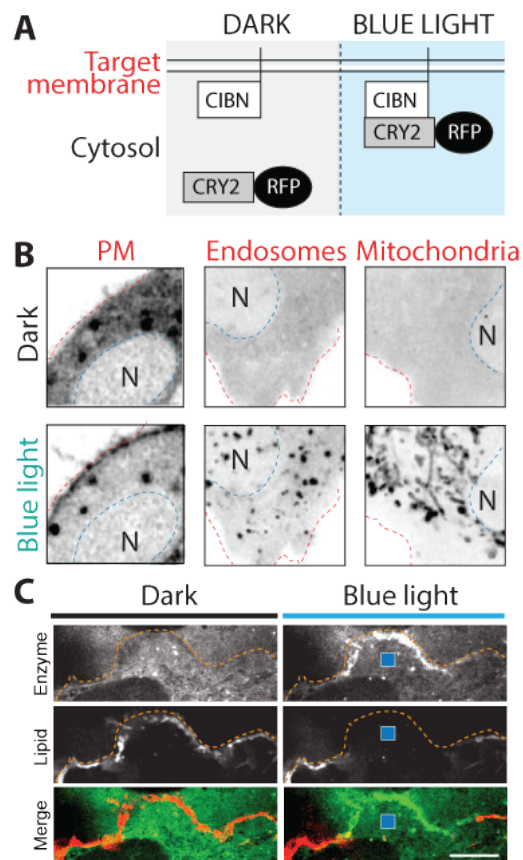 A
DARK
BLUE LIGHT
Target
membrane
CIBN
CIBN
CRY2
RFP
Cytosol
CRY2
RFP
B
PM
Endosomes
Mitochondria
Dark
N
N
N
Blue light
N
N
N
C
Dark
Blue light
Enzyme
Lipid
Merge